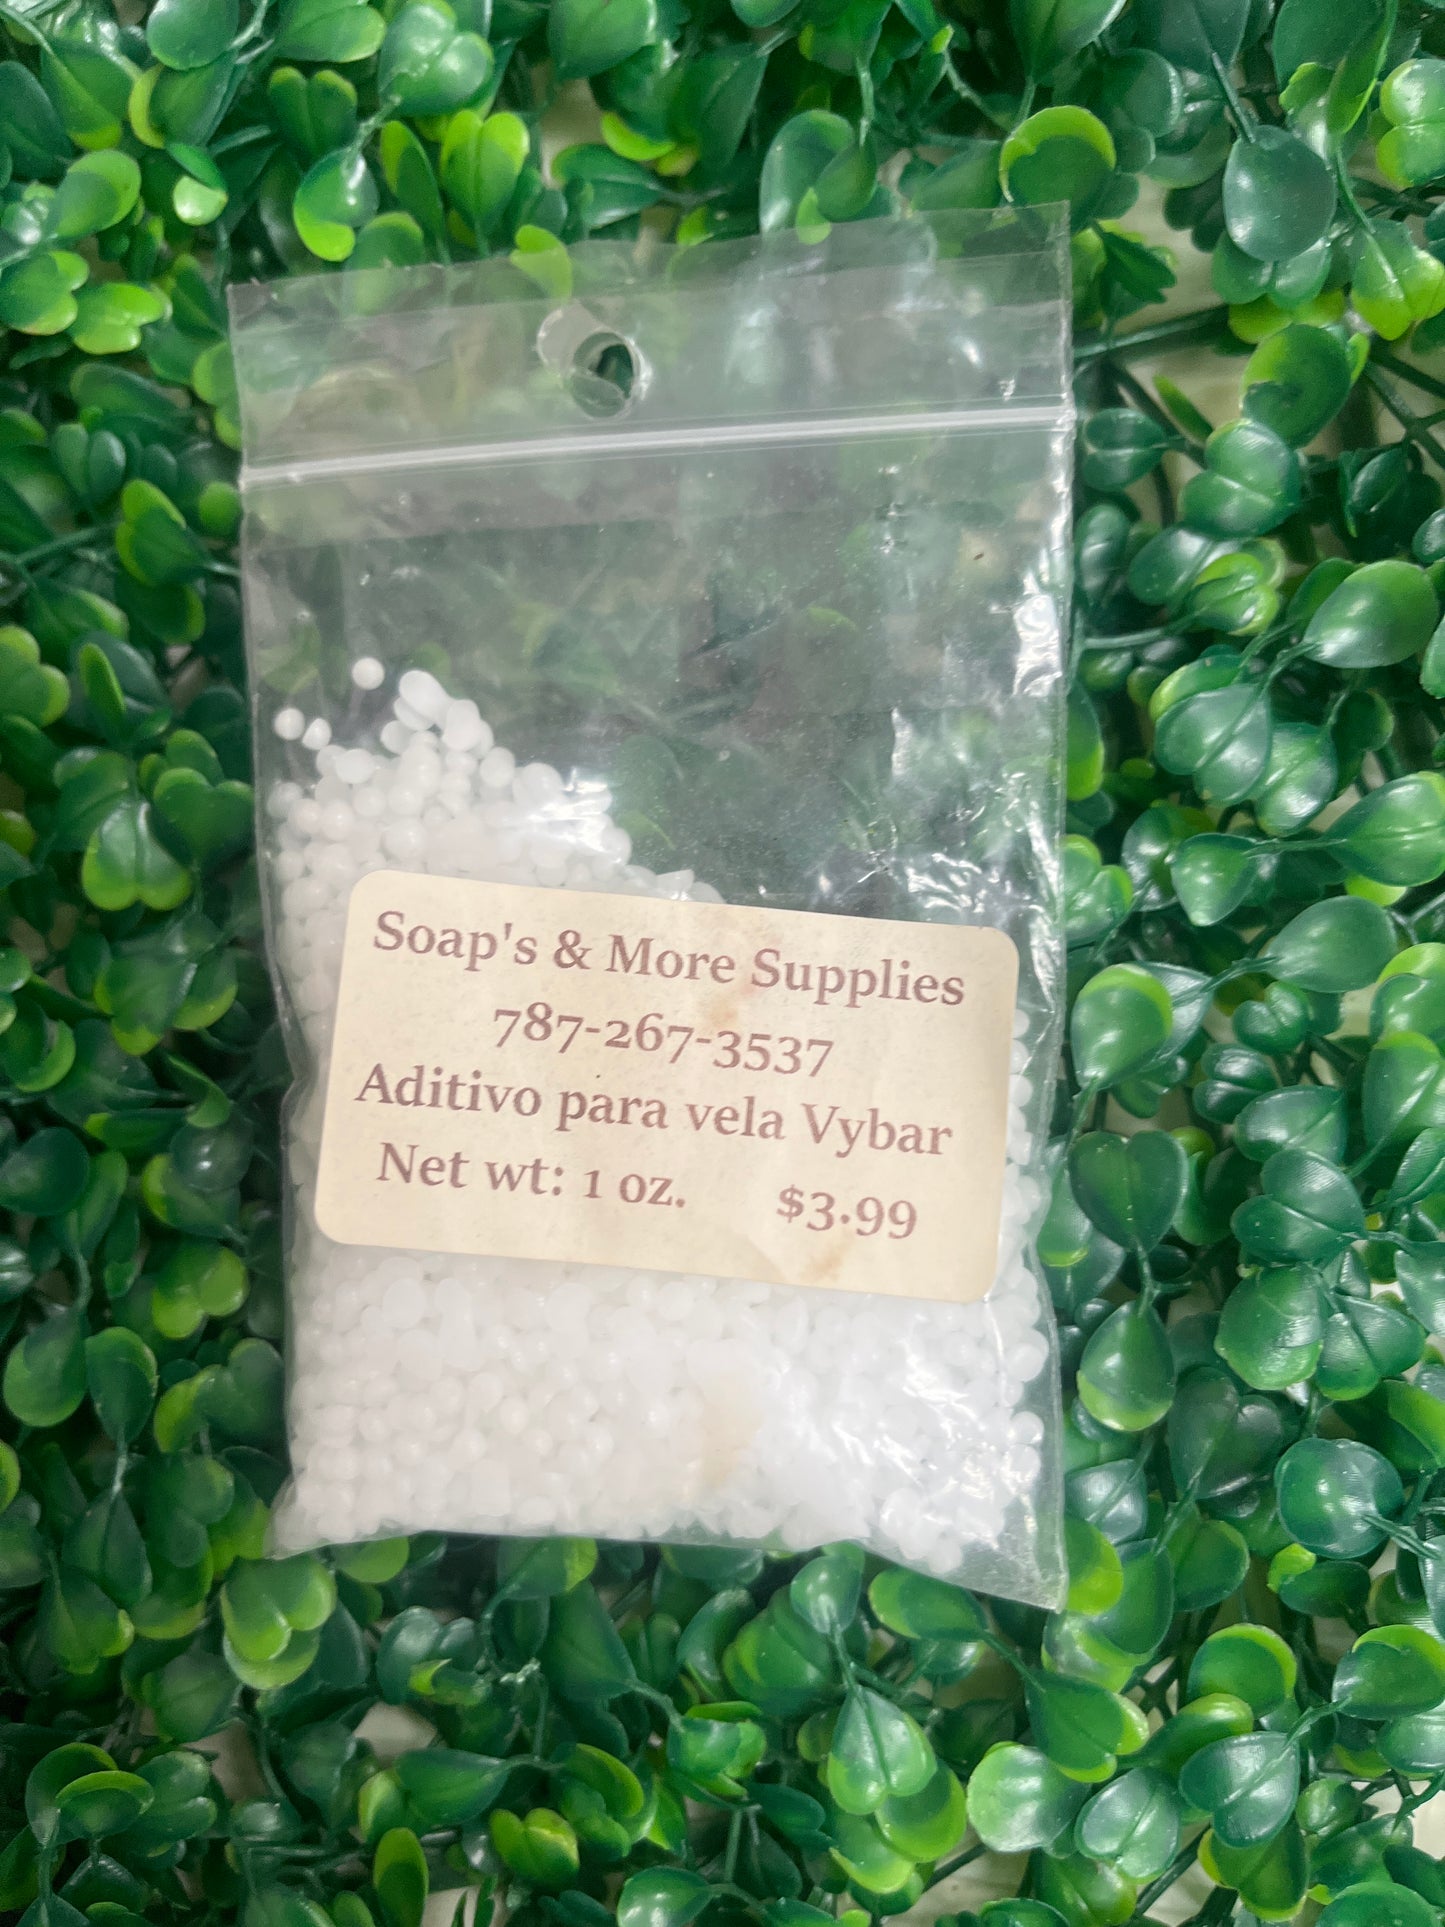 Soap's & More Supplies
787-267-3537
Aditivo para vela Vybar
Net wt: 1 oz. $3.99